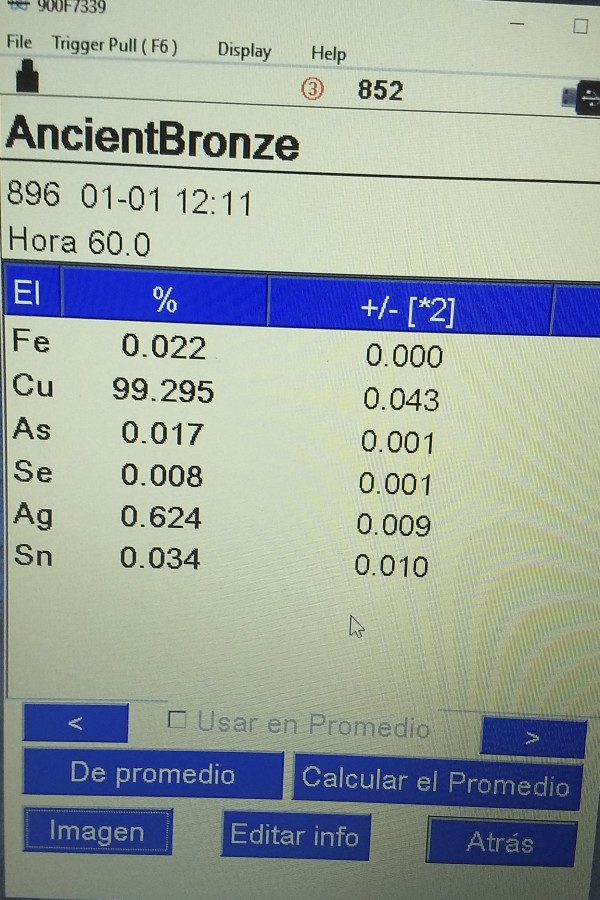 900F7339
File Trigger Pull ( F6 ) Display Help
3 852
AncientBronze
896 01-01 12:11
Hora 60.0
El % +/- [*2]
Fe 0.022 0.000
Cu 99.295 0.043
As 0.017 0.001
Se 0.008 0.001
Ag 0.624 0.009
Sn 0.034 0.010
< Usar en Promedio >
De promedio Calcular el Promedio
Imagen Editar info Atrás